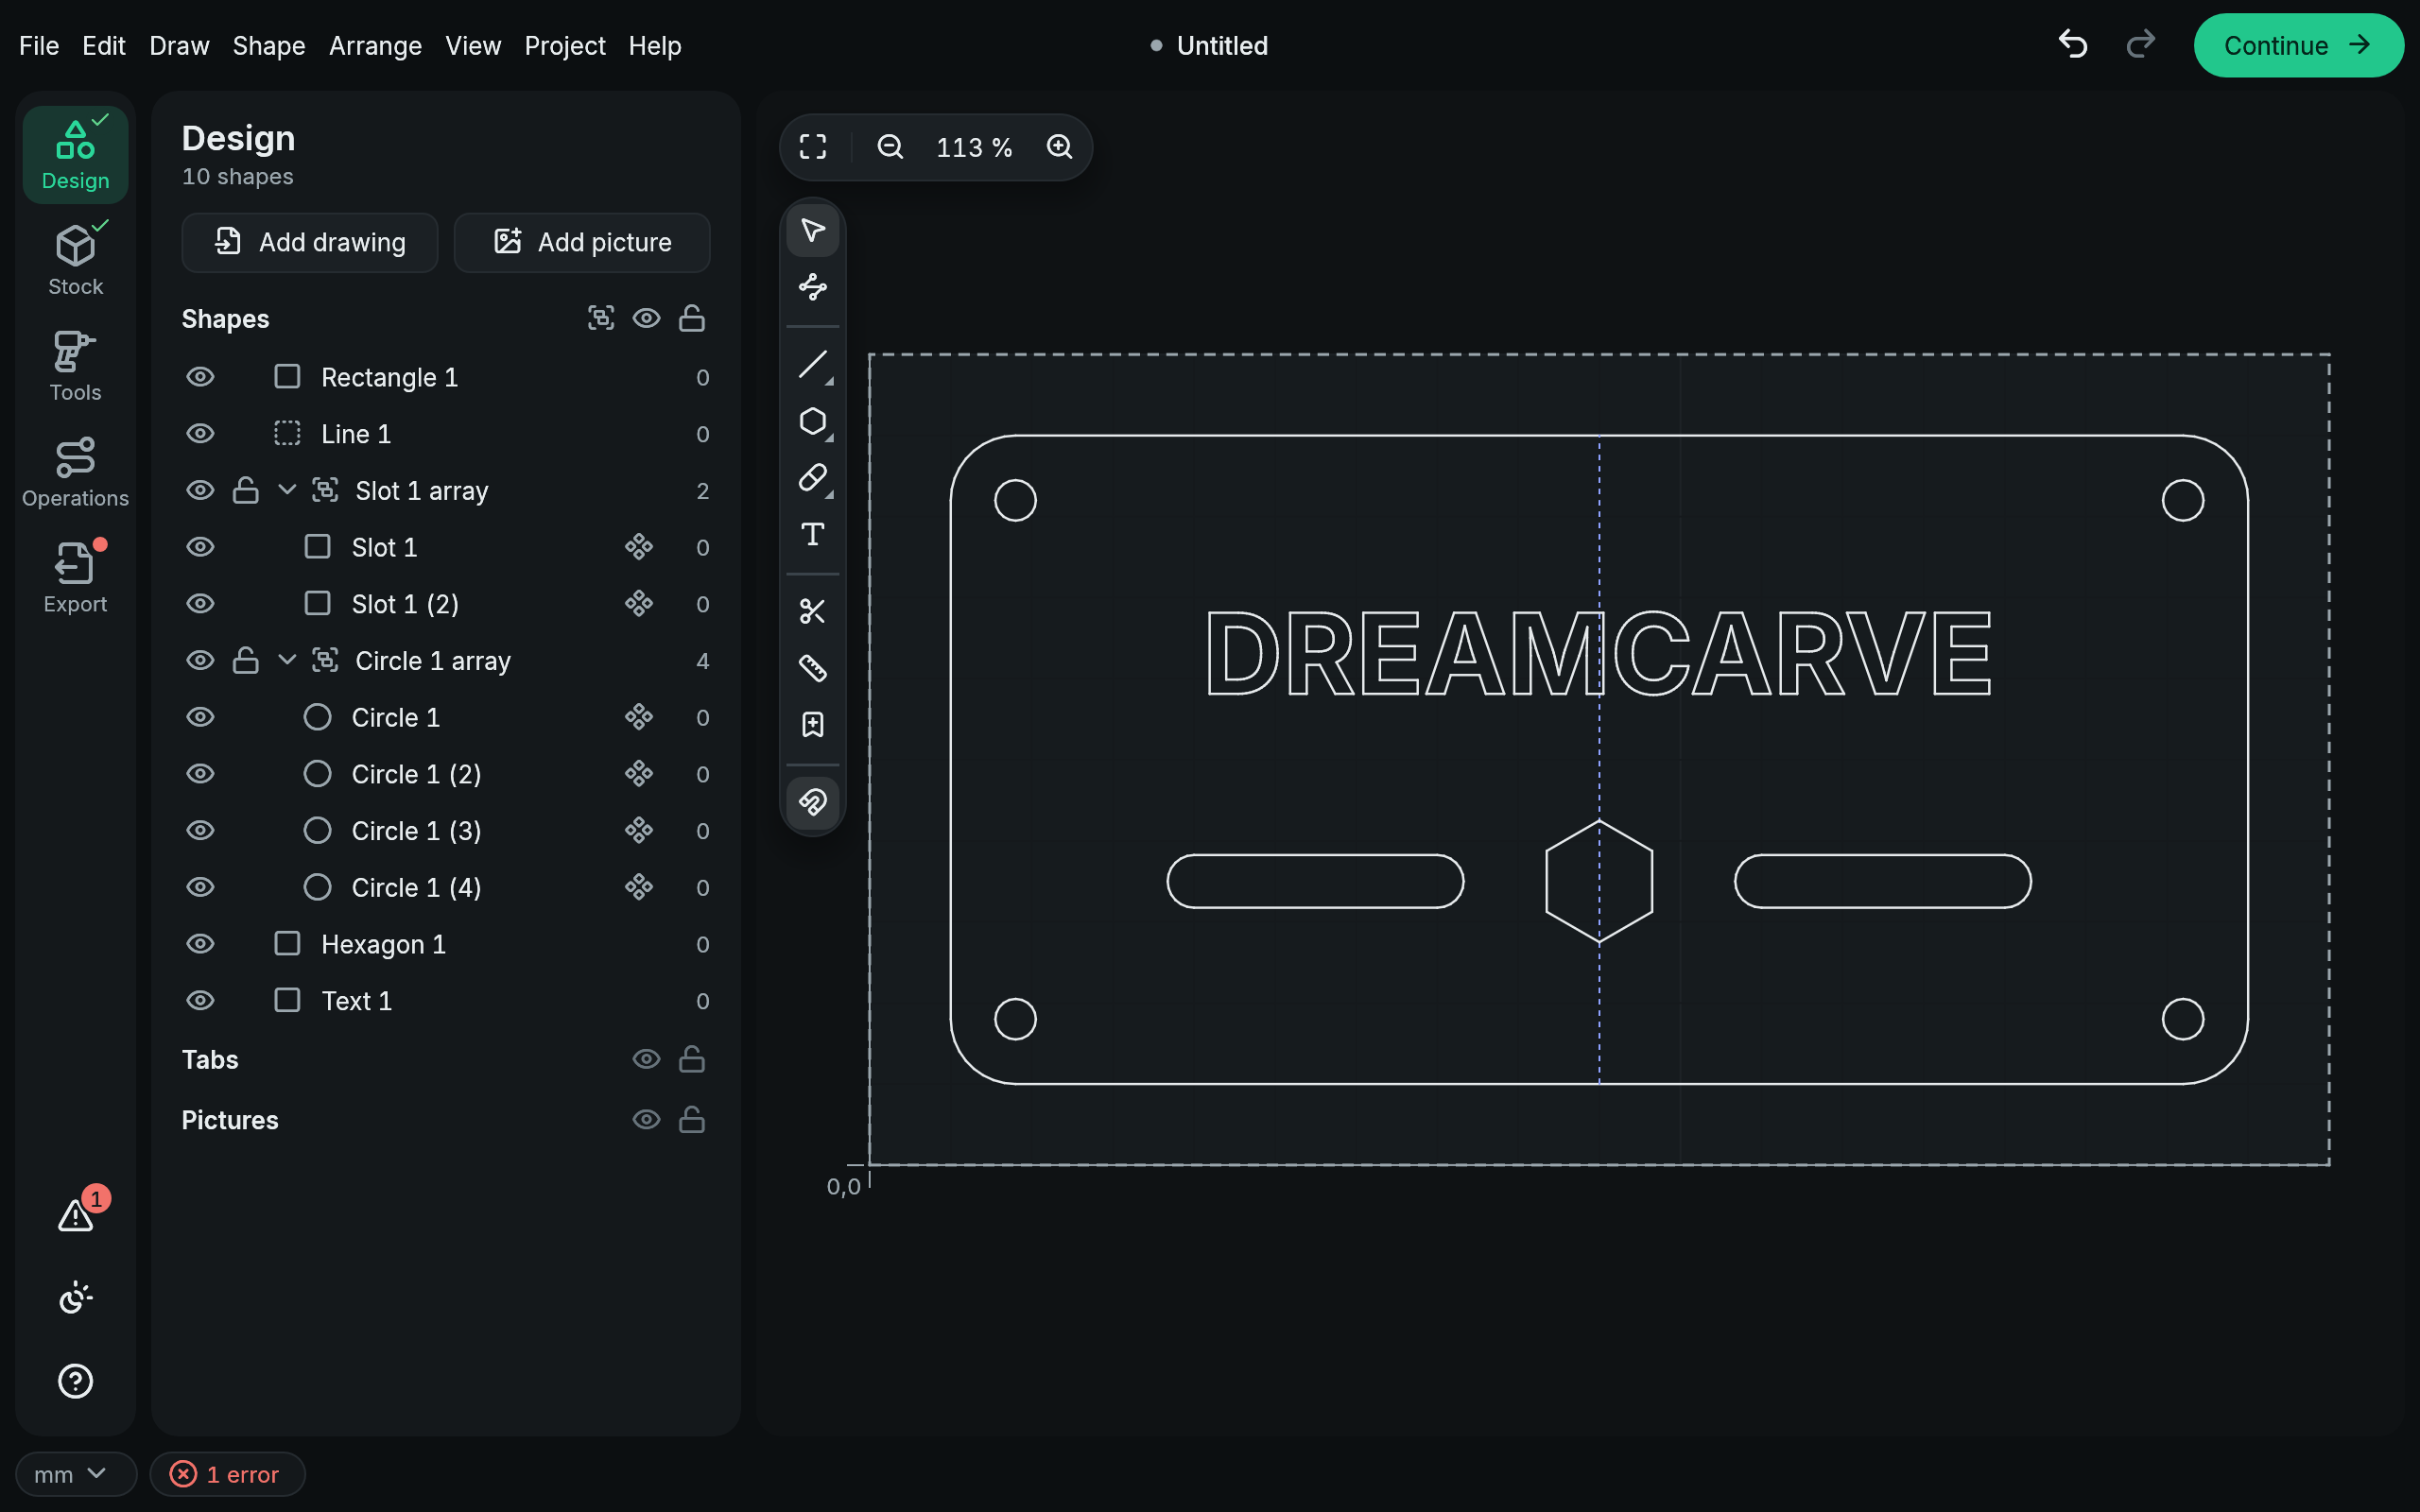 File Edit Draw Shape Arrange View Project Help
Untitled
Continue
Design
Stock
Tools
Operations
Export
1
Design
10 shapes
Add drawing
Add picture
Shapes
Rectangle 1 0
Line 1 0
Slot 1 array 2
Slot 1 0
Slot 1 (2) 0
Circle 1 array 4
Circle 1 0
Circle 1 (2) 0
Circle 1 (3) 0
Circle 1 (4) 0
Hexagon 1 0
Text 1 0
Tabs
Pictures
113 %
DREAMCARVE
0,0
mm
1 error